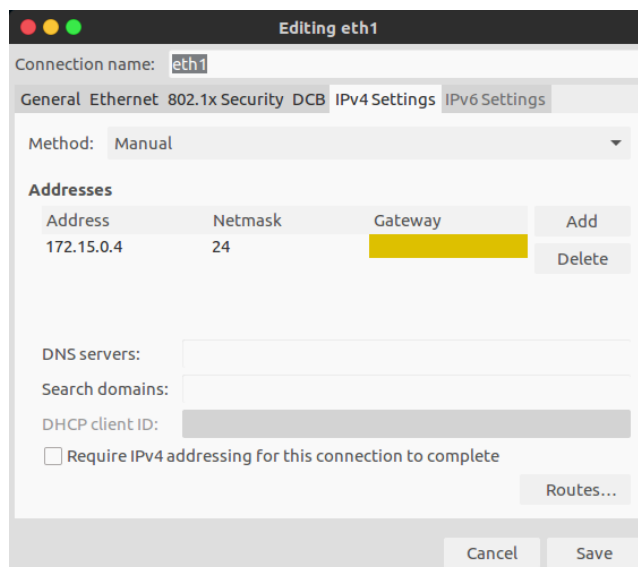 Editing eth1
Connection name: eth1
General Ethernet 802.1x Security DCB IPv4 Settings IPv6 Settings
Method: Manual
Addresses
Address Netmask Gateway Add
172.15.0.4 24
Delete
DNS servers:
Search domains:
DHCP client ID:
Require IPv4 addressing for this connection to complete
Routes...
Cancel Save